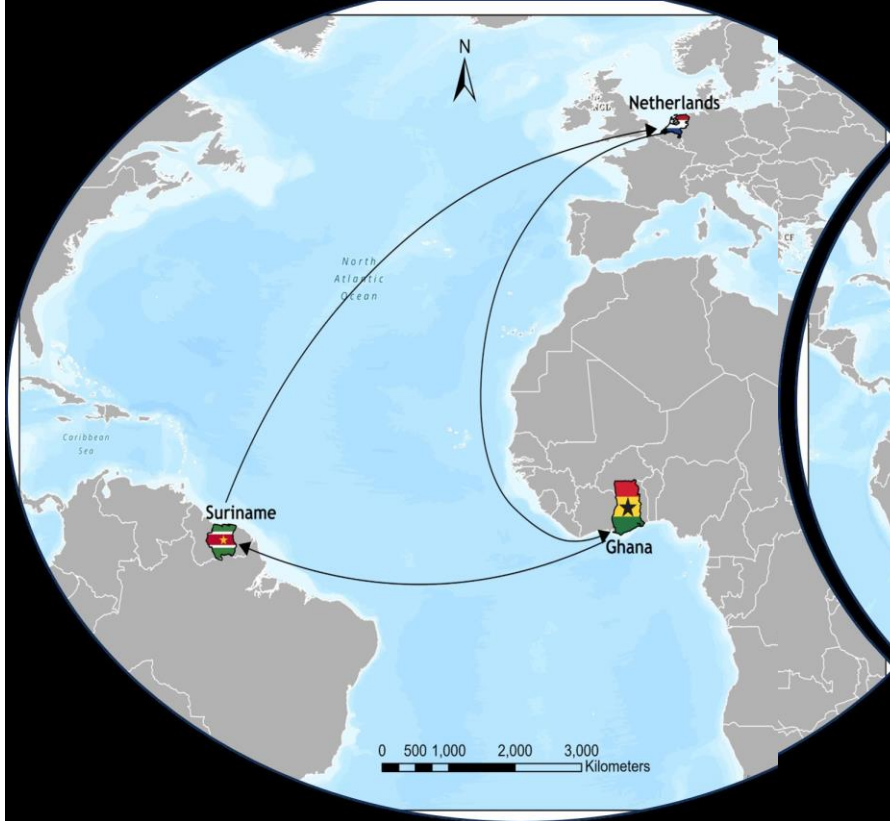 N
Netherlands
North
Atlantic
Ocean
Caribbean
Sea
Suriname
Ghana
0 500 1,000 2,000 3,000
Kilometers